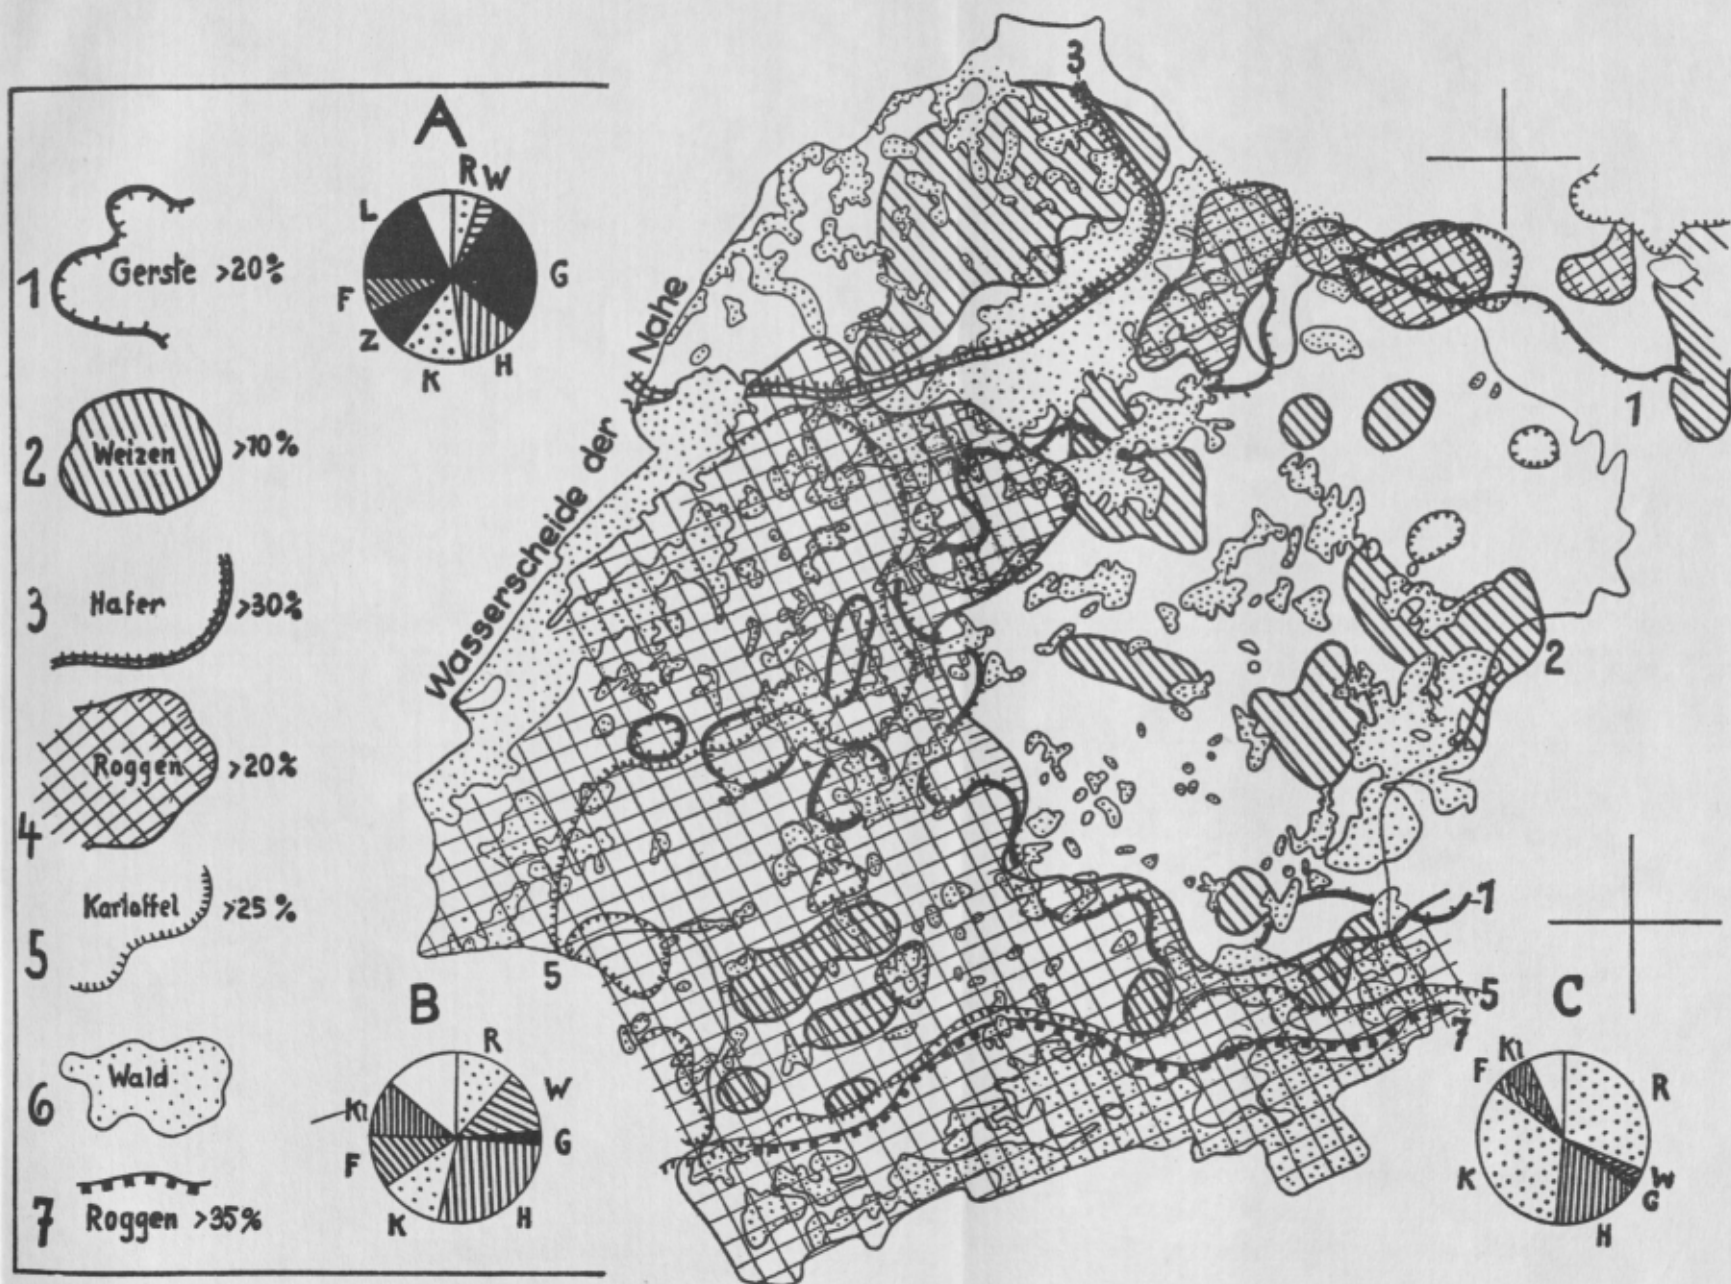 A
R W
L
G
F
Z
K
H
1 Gerste >20%
2 Weizen >10%
3 Hafer >30%
4 Roggen >20%
5 Kartoffel >25%
6 Wald
7 Roggen >35%
B
R
W
G
H
K
F
Kl
Wasserscheide der Nahe
3
1
2
1
5
7
5
C
Kl
F
R
K
W
G
H